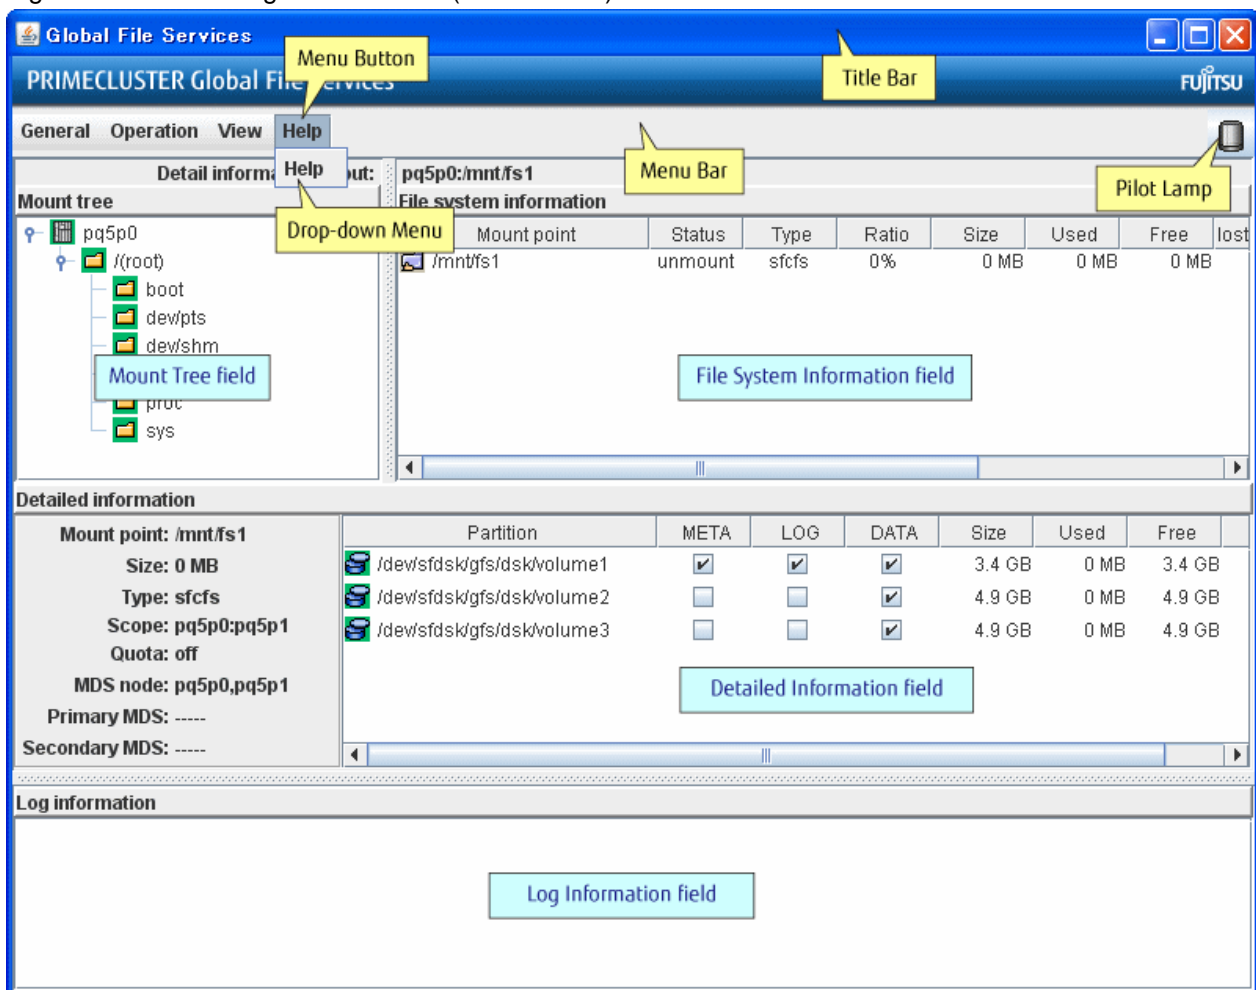 Global File Services
Menu Button
Title Bar
PRIMECLUSTER Global File Services
FUJITSU
General Operation View Help
Help
Menu Bar
Pilot Lamp
Drop-down Menu
Detail information about: pq5p0:/mnt/fs1
Mount tree
File system information
Mount point Status Type Ratio Size Used Free lost
/mnt/fs1 unmount sfcfs 0% 0 MB 0 MB 0 MB
pq5p0
/(root)
boot
dev/pts
dev/shm
Mount Tree field
proc
sys
File System Information field
Detailed information
Mount point: /mnt/fs1
Size: 0 MB
Type: sfcfs
Scope: pq5p0:pq5p1
Quota: off
MDS node: pq5p0,pq5p1
Primary MDS: -----
Secondary MDS: -----
Partition META LOG DATA Size Used Free
/dev/sfdsk/gfs/dsk/volume1 3.4 GB 0 MB 3.4 GB
/dev/sfdsk/gfs/dsk/volume2 4.9 GB 0 MB 4.9 GB
/dev/sfdsk/gfs/dsk/volume3 4.9 GB 0 MB 4.9 GB
Detailed Information field
Log information
Log Information field